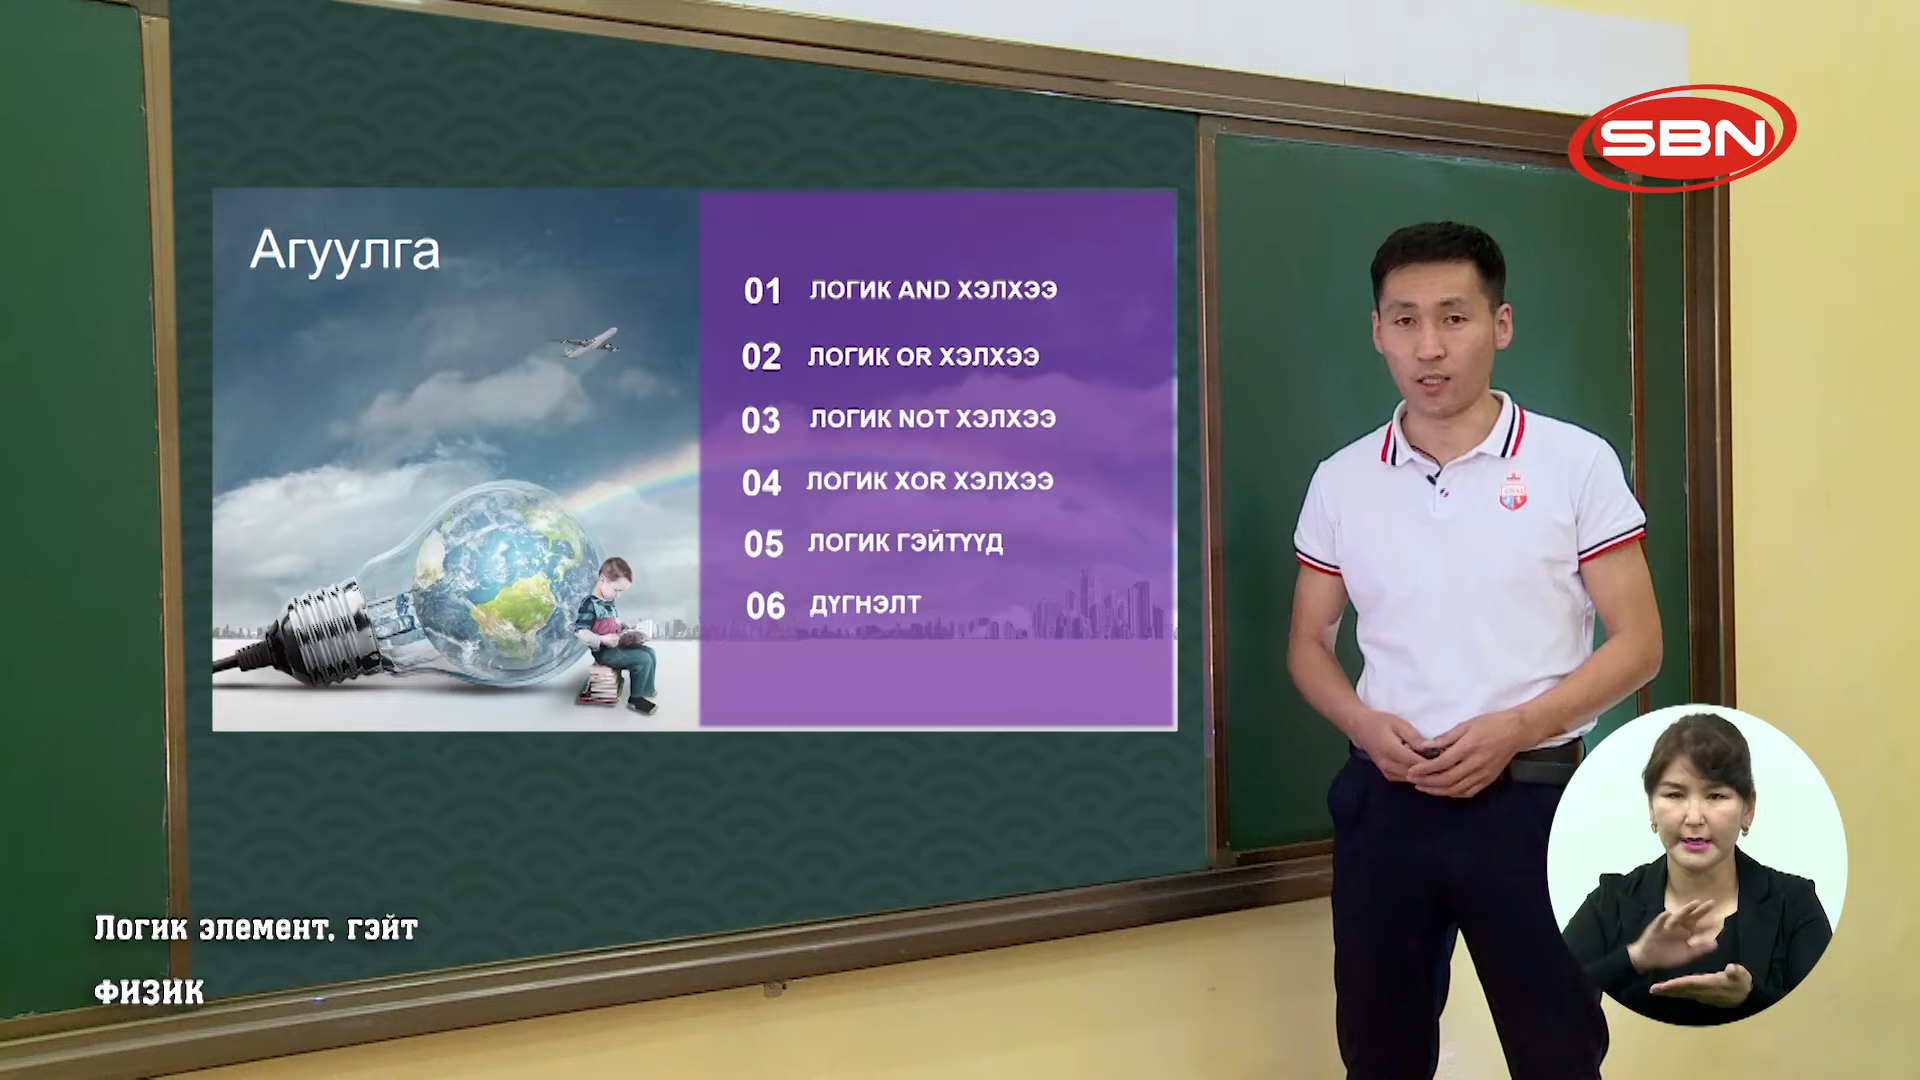 SBN
Агуулга
01 ЛОГИК AND ХЭЛХЭЭ
02 ЛОГИК OR ХЭЛХЭЭ
03 ЛОГИК NOT ХЭЛХЭЭ
04 ЛОГИК XOR ХЭЛХЭЭ
05 ЛОГИК ГЭЙТҮҮД
06 ДҮГНЭЛТ
Логик элемент, гэйт
ФИЗИК